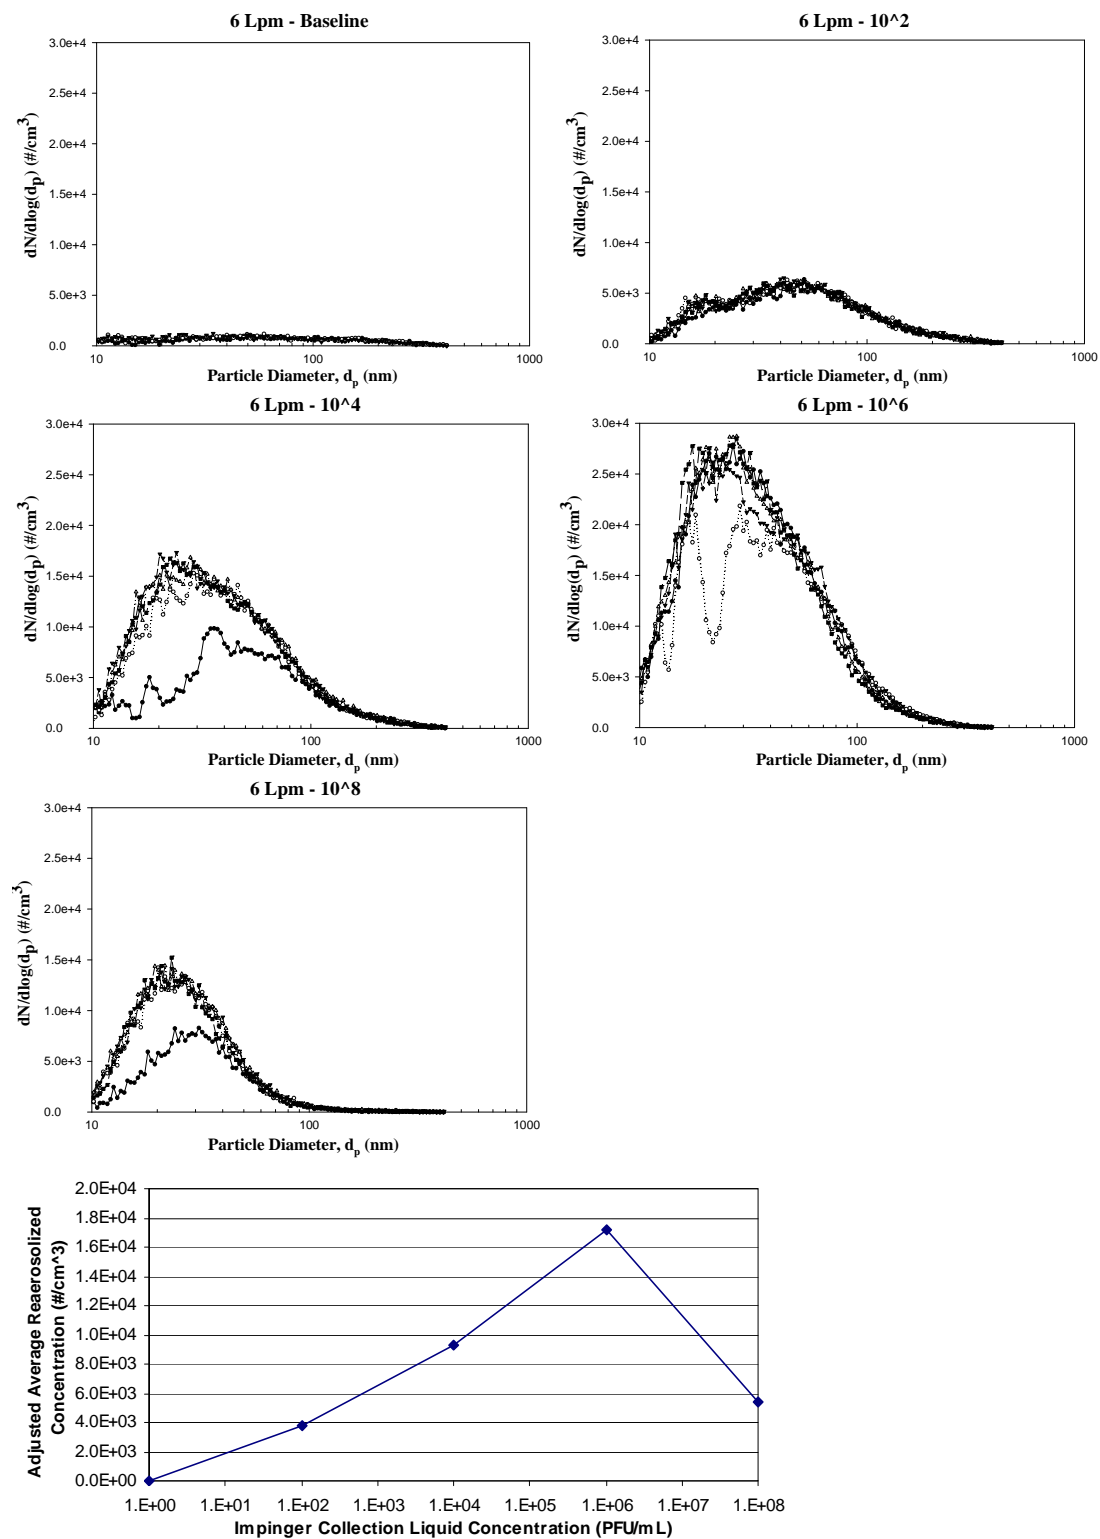 6 Lpm - Baseline
3.0e+4
2.5e+4
2.0e+4
1.5e+4
1.0e+4
5.0e+3
0.0
dN/dlog(dp) (#/cm3)
10 100 1000
Particle Diameter, dp (nm)
6 Lpm - 10^2
3.0e+4
2.5e+4
2.0e+4
1.5e+4
1.0e+4
5.0e+3
0.0
dN/dlog(dp) (#/cm3)
10 100 1000
Particle Diameter, dp (nm)
6 Lpm - 10^4
3.0e+4
2.5e+4
2.0e+4
1.5e+4
1.0e+4
5.0e+3
0.0
dN/dlog(dp) (#/cm3)
10 100 1000
Particle Diameter, dp (nm)
6 Lpm - 10^6
3.0e+4
2.5e+4
2.0e+4
1.5e+4
1.0e+4
5.0e+3
0.0
dN/dlog(dp) (#/cm3)
10 100 1000
Particle Diameter, dp (nm)
6 Lpm - 10^8
3.0e+4
2.5e+4
2.0e+4
1.5e+4
1.0e+4
5.0e+3
0.0
dN/dlog(dp) (#/cm3)
10 100 1000
Particle Diameter, dp (nm)
2.0E+04
1.8E+04
1.6E+04
1.4E+04
1.2E+04
1.0E+04
8.0E+03
6.0E+03
4.0E+03
2.0E+03
0.0E+00
Adjusted Average Reaerosolized
Concentration (#/cm^3)
1.E+00 1.E+01 1.E+02 1.E+03 1.E+04 1.E+05 1.E+06 1.E+07 1.E+08
Impinger Collection Liquid Concentration (PFU/mL)